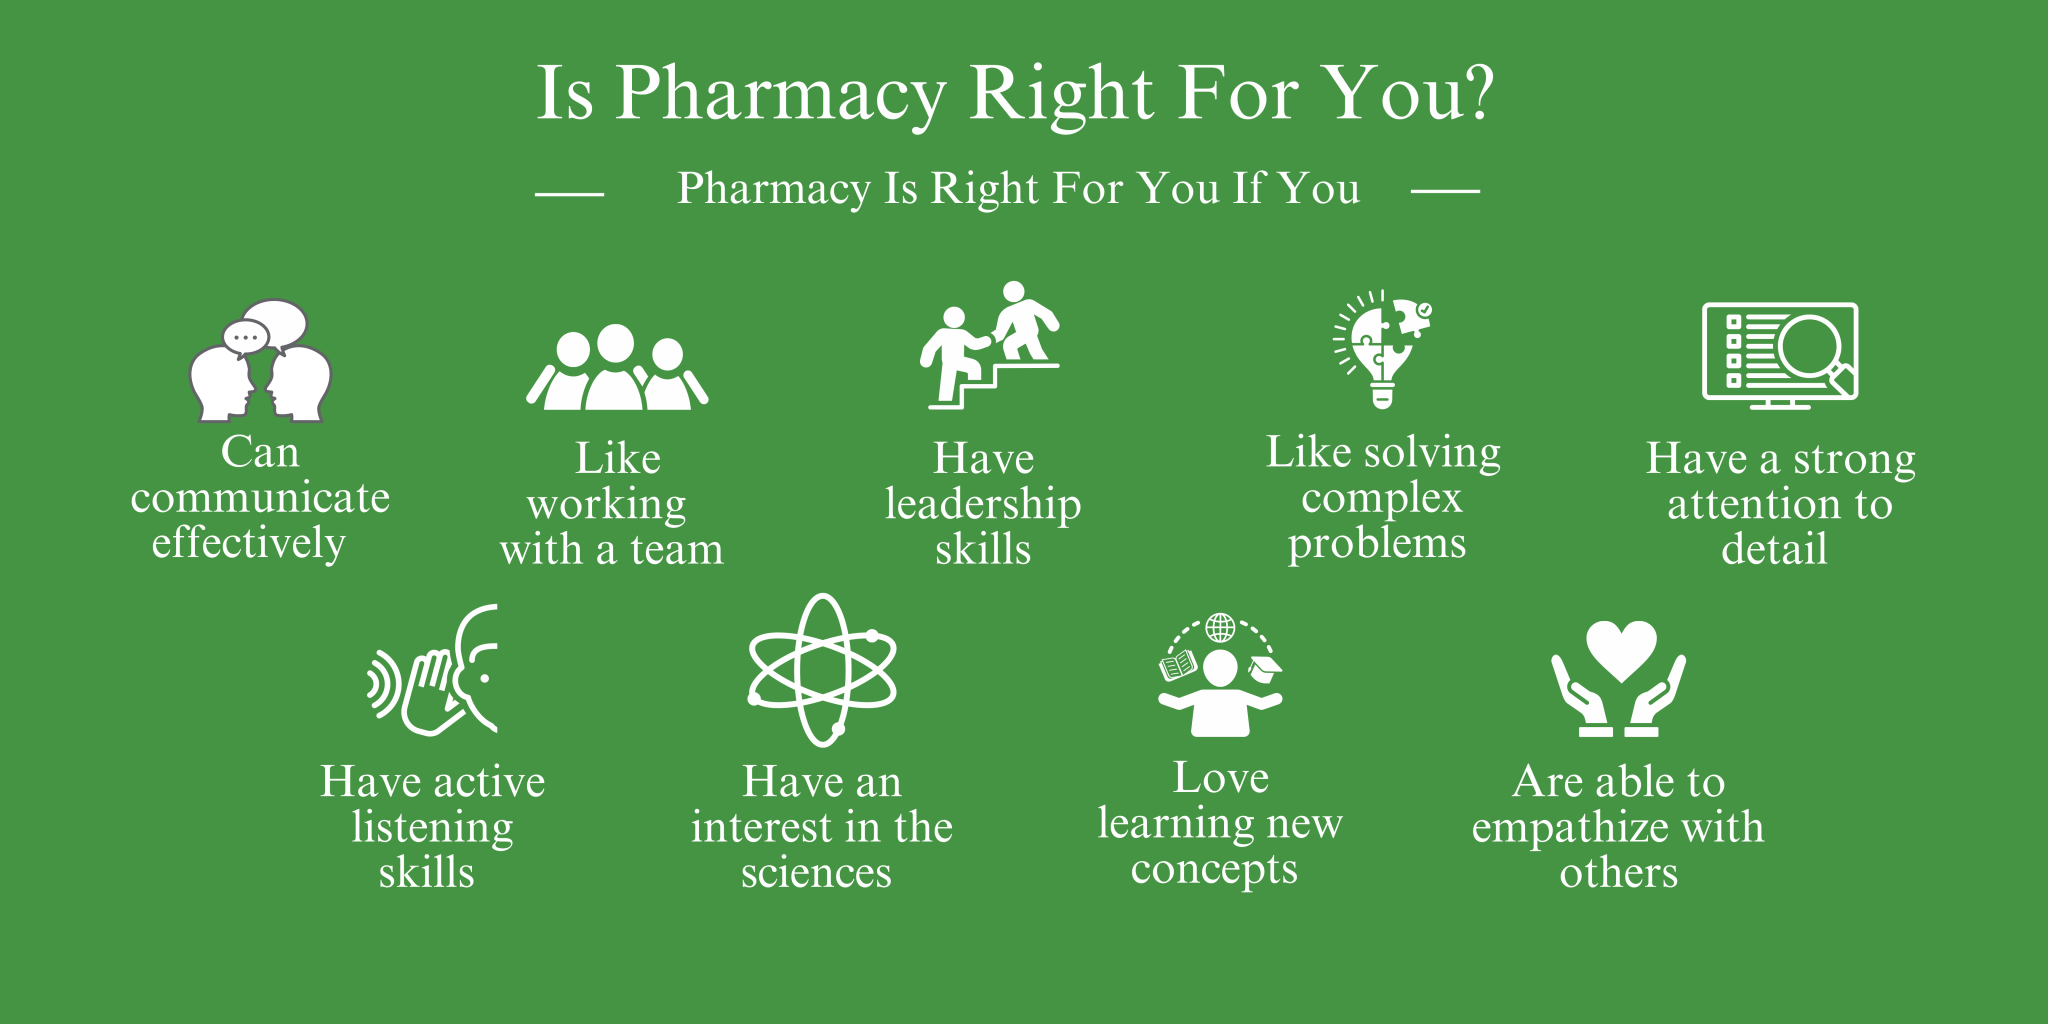 Is Pharmacy Right For You?
Pharmacy Is Right For You If You
Can
communicate
effectively
Like
working
with a team
Have
leadership
skills
Like solving
complex
problems
Have a strong
attention to
detail
Have active
listening
skills
Have an
interest in the
sciences
Love
learning new
concepts
Are able to
empathize with
others